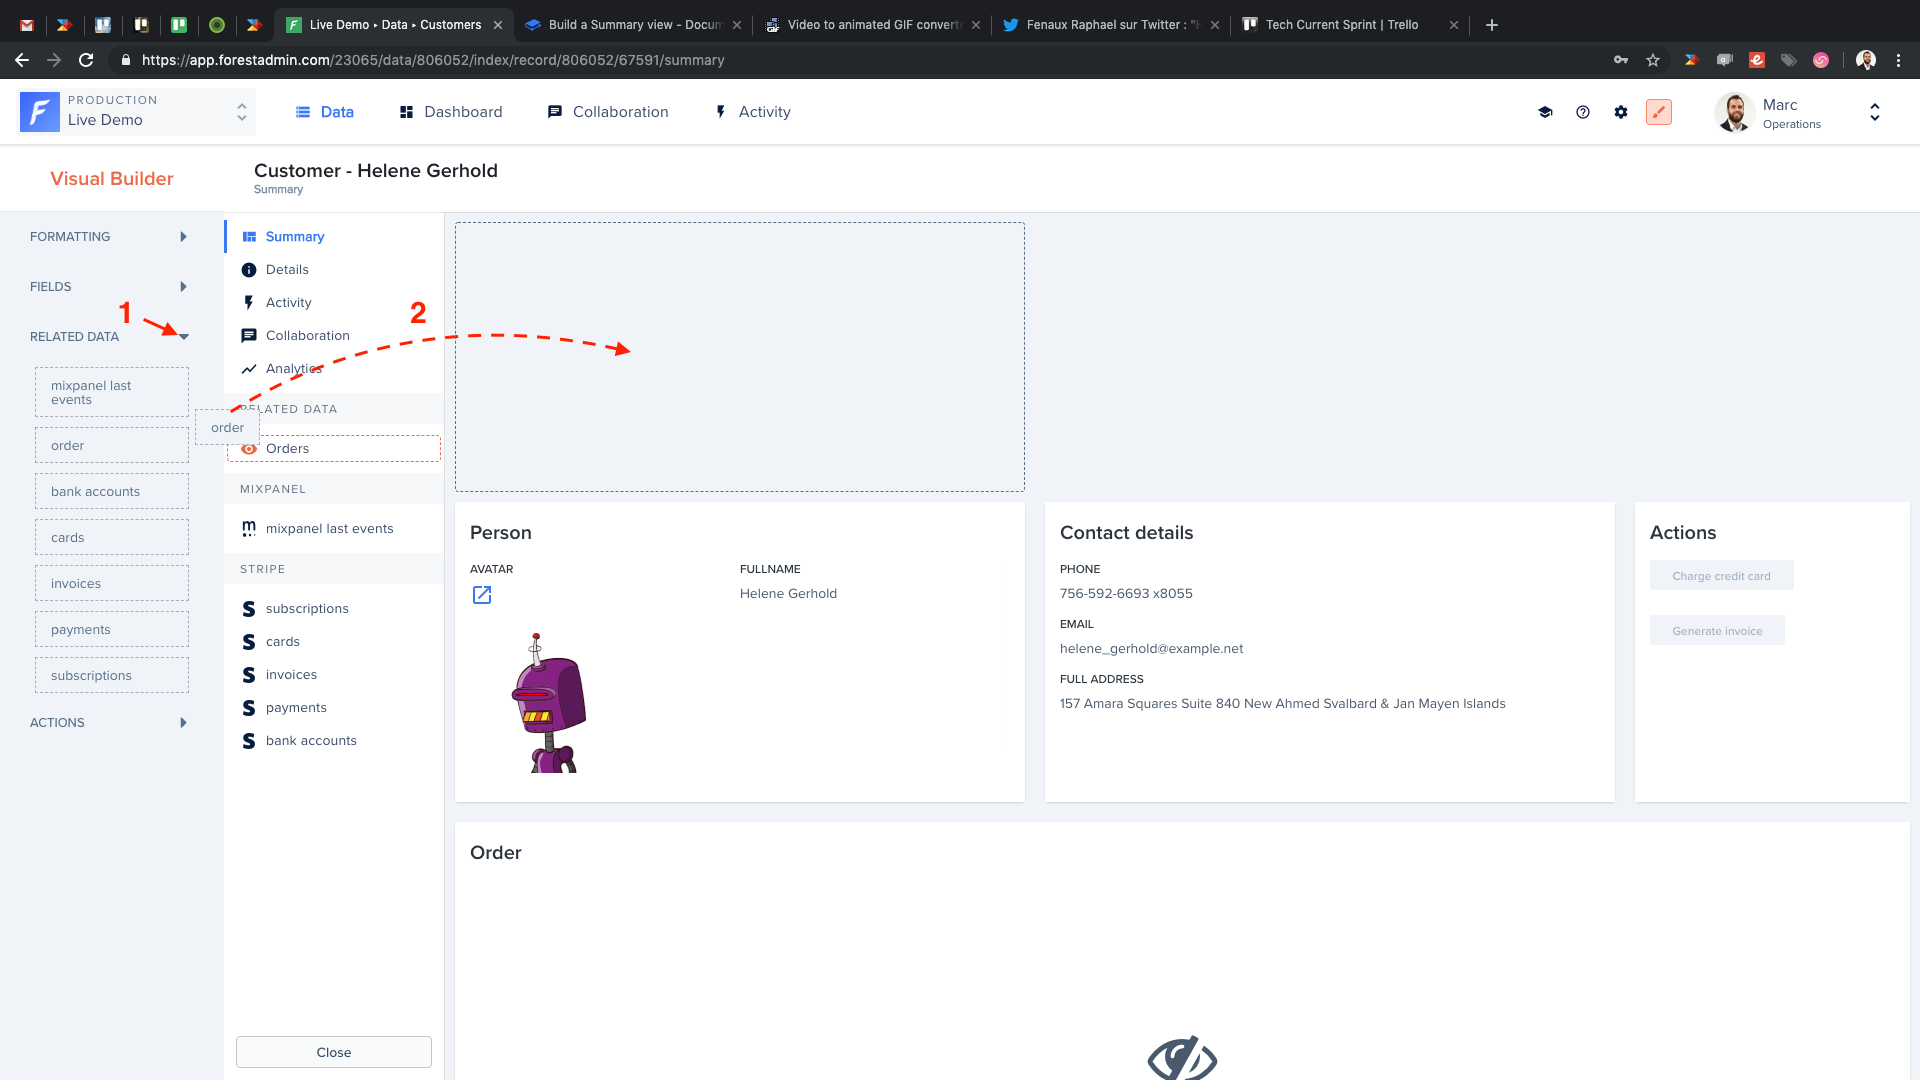 Live Demo ▸ Data ▸ Customers
Build a Summary view - Docum
Video to animated GIF convert
Fenaux Raphael sur Twitter : "H
Tech Current Sprint | Trello
https://app.forestadmin.com/23065/data/806052/index/record/806052/67591/summary
PRODUCTION
Live Demo
Data
Dashboard
Collaboration
Activity
Marc
Operations
Visual Builder
Customer - Helene Gerhold
Summary
FORMATTING
FIELDS
1
RELATED DATA
mixpanel last
events
order
bank accounts
cards
invoices
payments
subscriptions
ACTIONS
order
Summary
Details
Activity
Collaboration
Analytics
2
RELATED DATA
Orders
MIXPANEL
mixpanel last events
STRIPE
subscriptions
cards
invoices
payments
bank accounts
Close
Person
AVATAR
FULLNAME
Helene Gerhold
Contact details
PHONE
756-592-6693 x8055
EMAIL
helene_gerhold@example.net
FULL ADDRESS
157 Amara Squares Suite 840 New Ahmed Svalbard & Jan Mayen Islands
Actions
Charge credit card
Generate invoice
Order